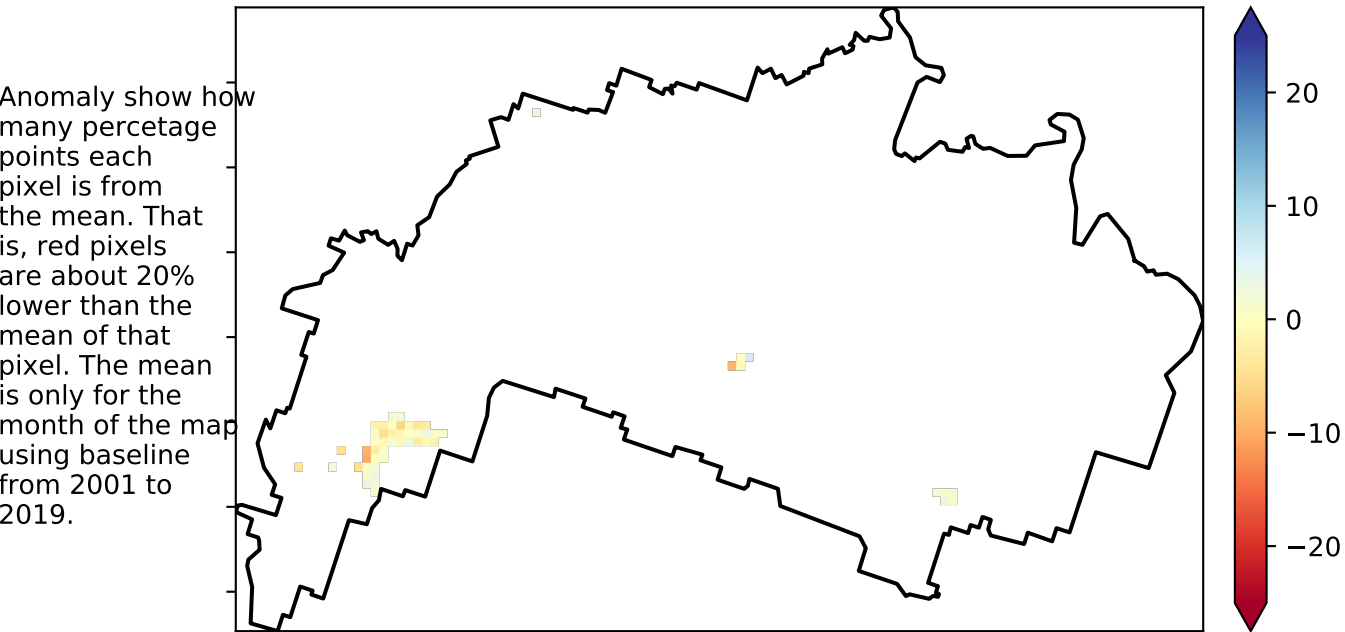 Anomaly show how
many percetage
points each
pixel is from
the mean. That
is, red pixels
are about 20%
lower than the
mean of that
pixel. The mean
is only for the
month of the map
using baseline
from 2001 to
2019.
20
10
0
−10
−20